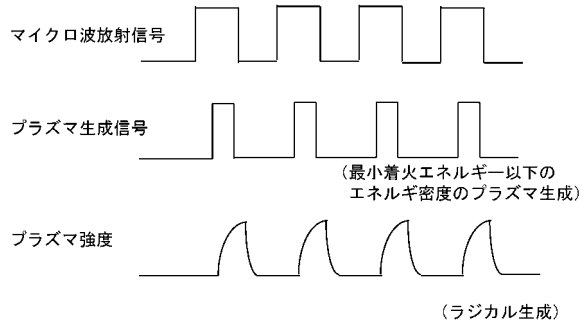 マイクロ波放射信号
プラズマ生成信号
(最小着火エネルギー以下の
エネルギ密度のプラズマ生成)
プラズマ強度
(ラジカル生成)